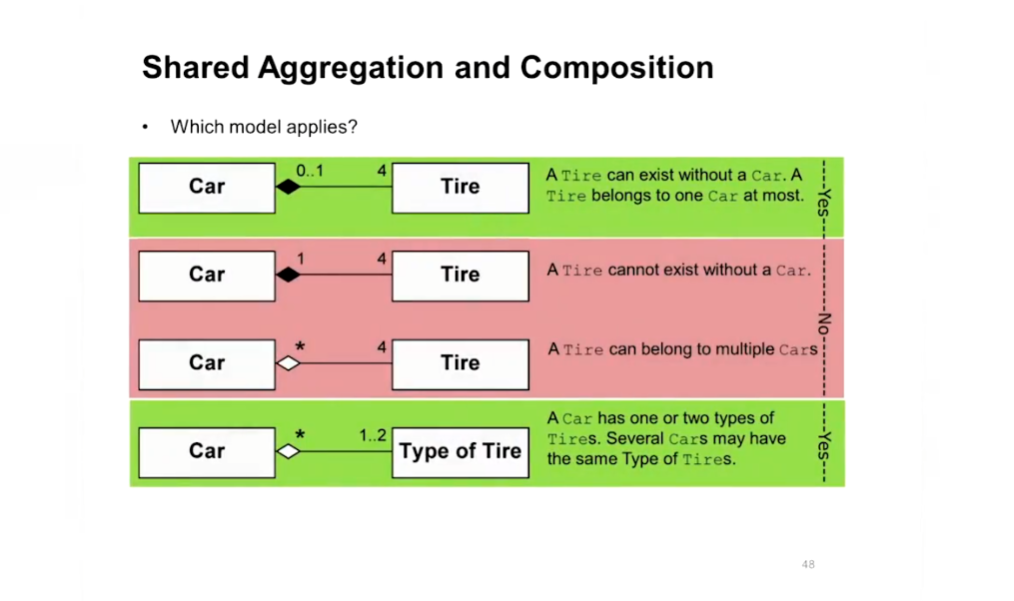 Shared Aggregation and Composition
• Which model applies?
Car 0..1 4 Tire
A Tire can exist without a Car. A
Tire belongs to one Car at most.
--Yes--
Car 1 4 Tire
A Tire cannot exist without a Car.
Car * 4 Tire
A Tire can belong to multiple Cars
--No--
Car * 1..2 Type of Tire
A Car has one or two types of
Tires. Several Cars may have
the same Type of Tires.
--Yes--
48